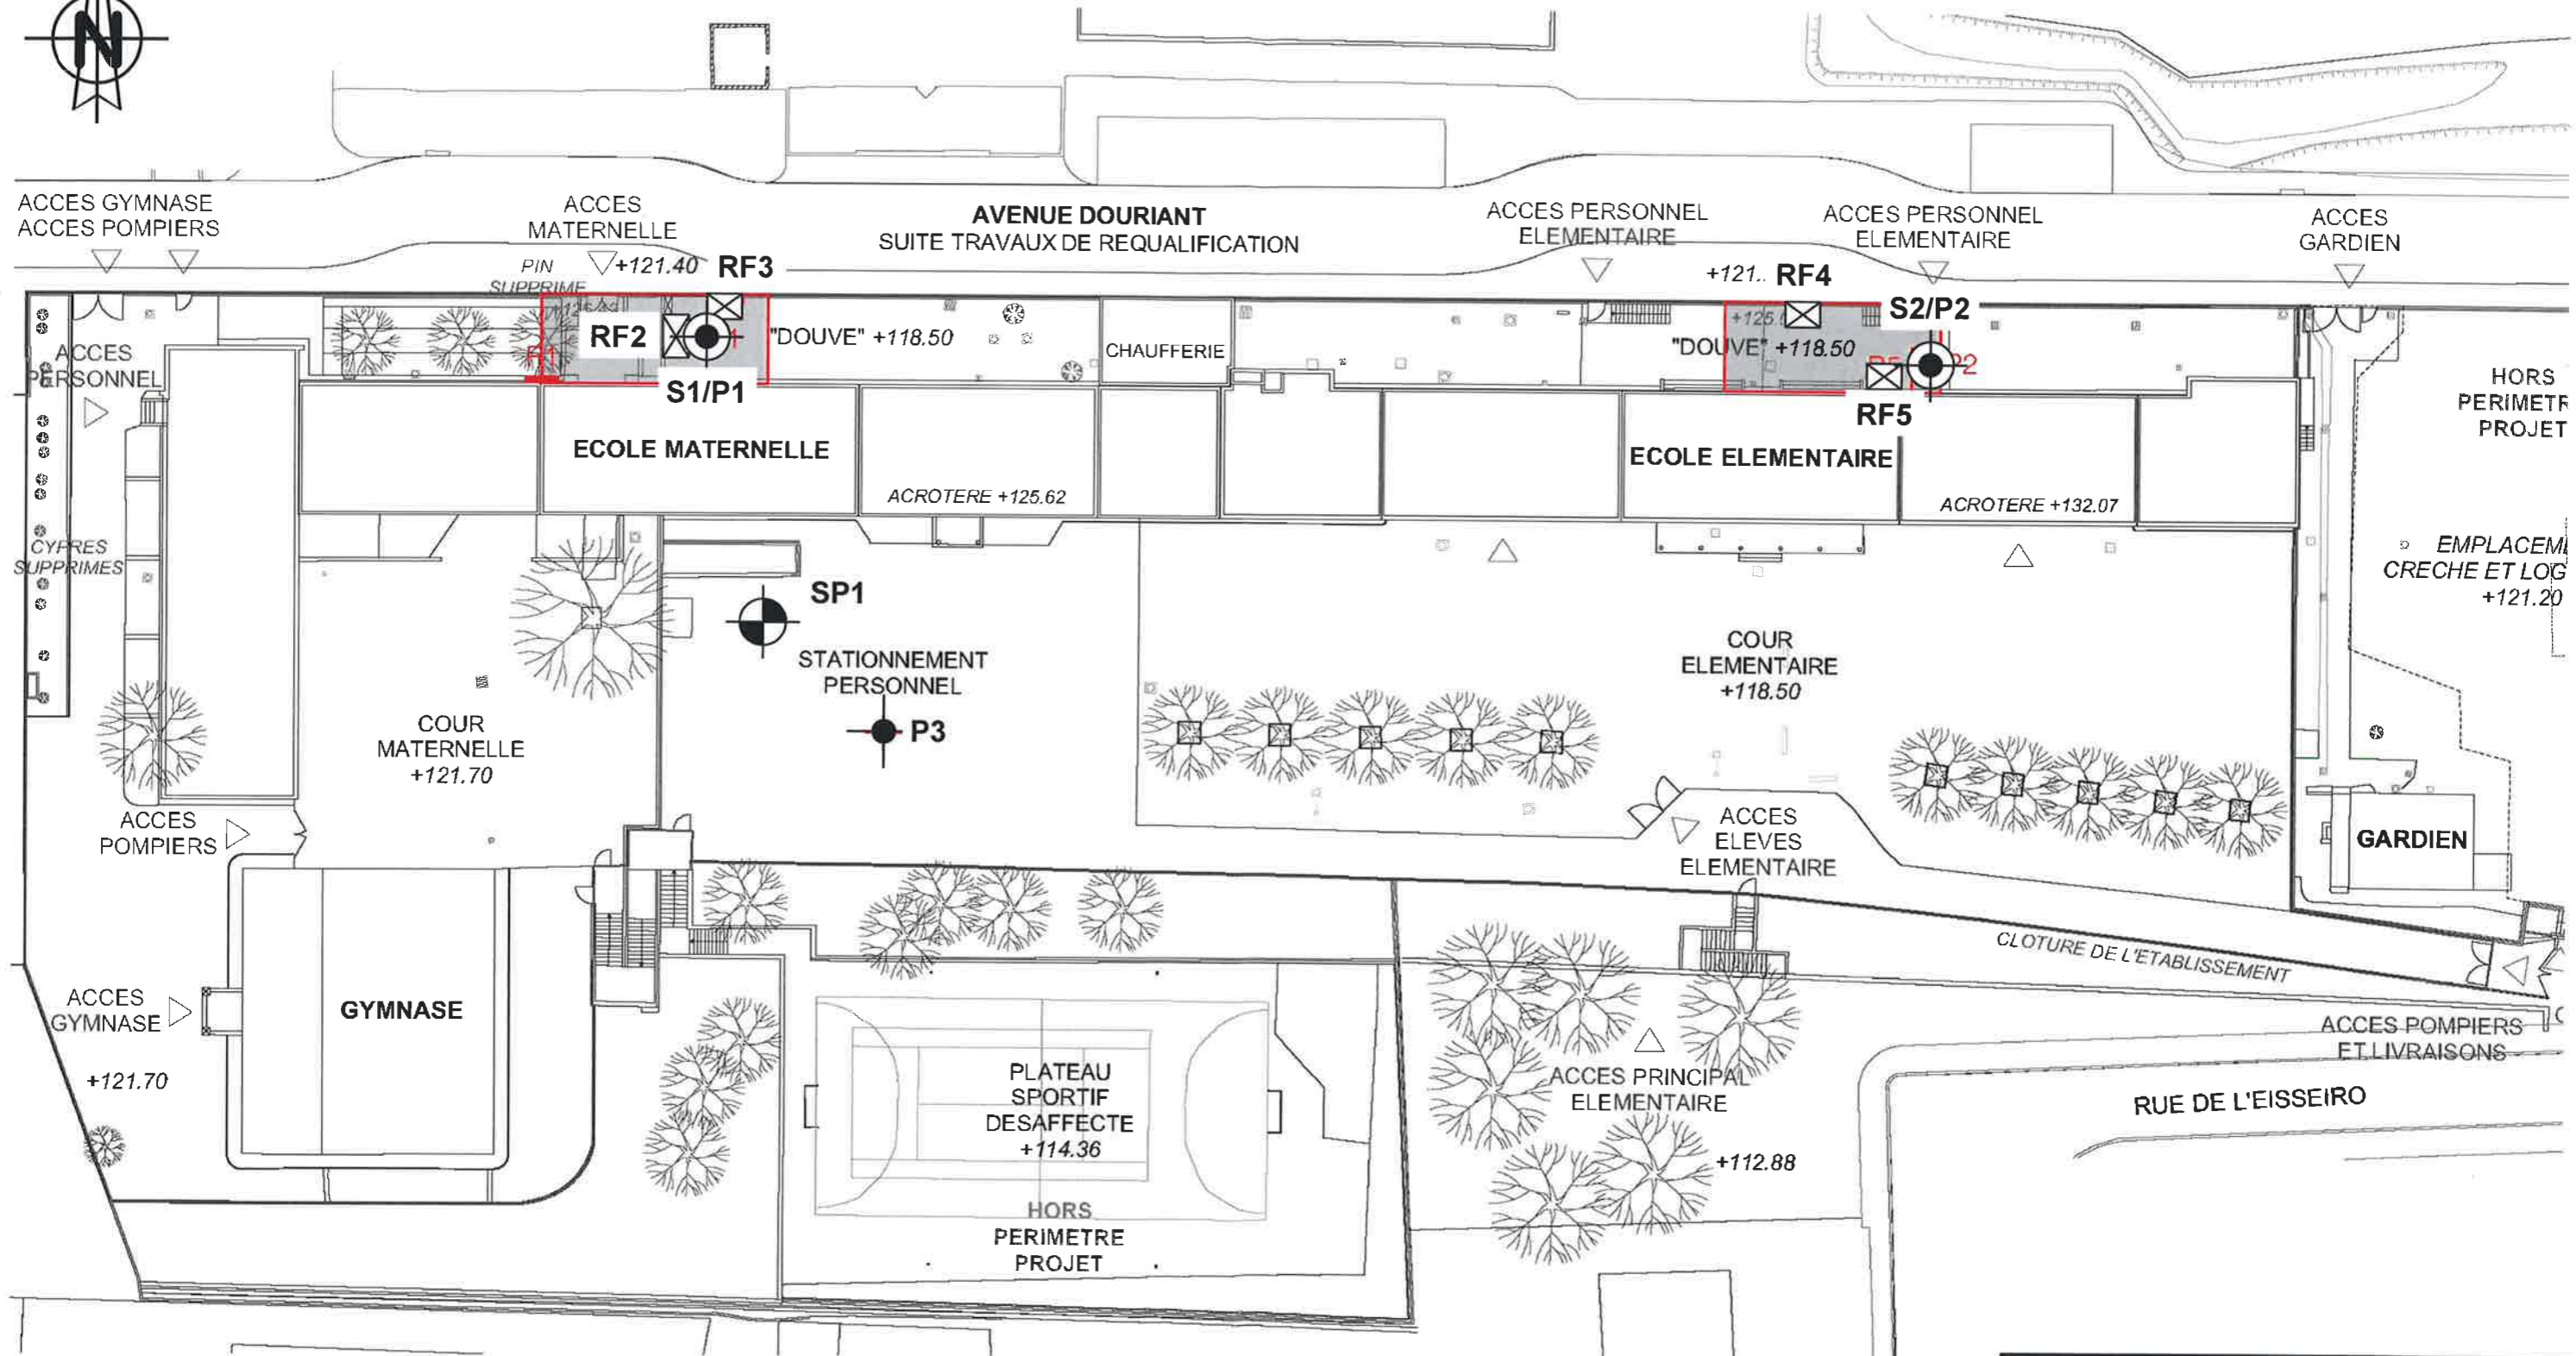 N
ACCES GYMNASE
ACCES POMPIERS
ACCES
MATERNELLE
AVENUE DOURIANT
SUITE TRAVAUX DE REQUALIFICATION
ACCES PERSONNEL
ELEMENTAIRE
ACCES PERSONNEL
ELEMENTAIRE
ACCES
GARDIEN
PIN
SUPPRIME
+121.40
RF3
+121..
RF4
S2/P2
RF2
"DOUVE" +118.50
CHAUFFERIE
+125.
"DOUVE" +118.50
ACCES
PERSONNEL
S1/P1
RF5
HORS
PERIMETR
PROJET
ECOLE MATERNELLE
ECOLE ELEMENTAIRE
ACROTERE +125.62
ACROTERE +132.07
CYPRES
SUPPRIMES
EMPLACEM
CRECHE ET LOG
+121.20
SP1
STATIONNEMENT
PERSONNEL
COUR
ELEMENTAIRE
+118.50
COUR
MATERNELLE
+121.70
P3
ACCES
POMPIERS
ACCES
ELEVES
ELEMENTAIRE
GARDIEN
CLOTURE DE L'ETABLISSEMENT
ACCES
GYMNASE
GYMNASE
+121.70
PLATEAU
SPORTIF
DESAFFECTE
+114.36
HORS
PERIMETRE
PROJET
ACCES PRINCIPAL
ELEMENTAIRE
+112.88
ACCES POMPIERS
ET LIVRAISONS
RUE DE L'EISSEIRO